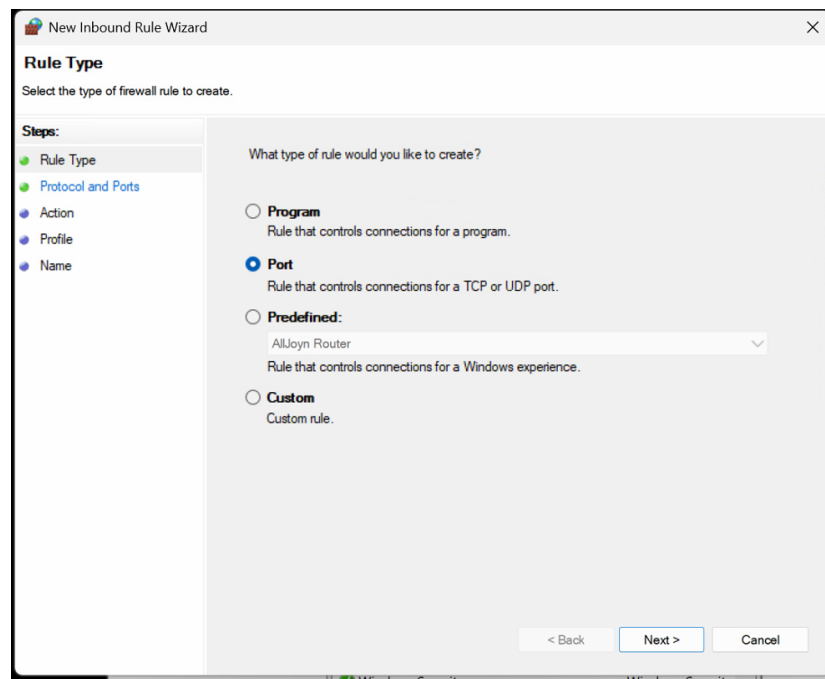 New Inbound Rule Wizard
Rule Type
Select the type of firewall rule to create.
Steps:
Rule Type
Protocol and Ports
Action
Profile
Name
What type of rule would you like to create?
Program
Rule that controls connections for a program.
Port
Rule that controls connections for a TCP or UDP port.
Predefined:
AllJoyn Router
Rule that controls connections for a Windows experience.
Custom
Custom rule.
< Back
Next >
Cancel